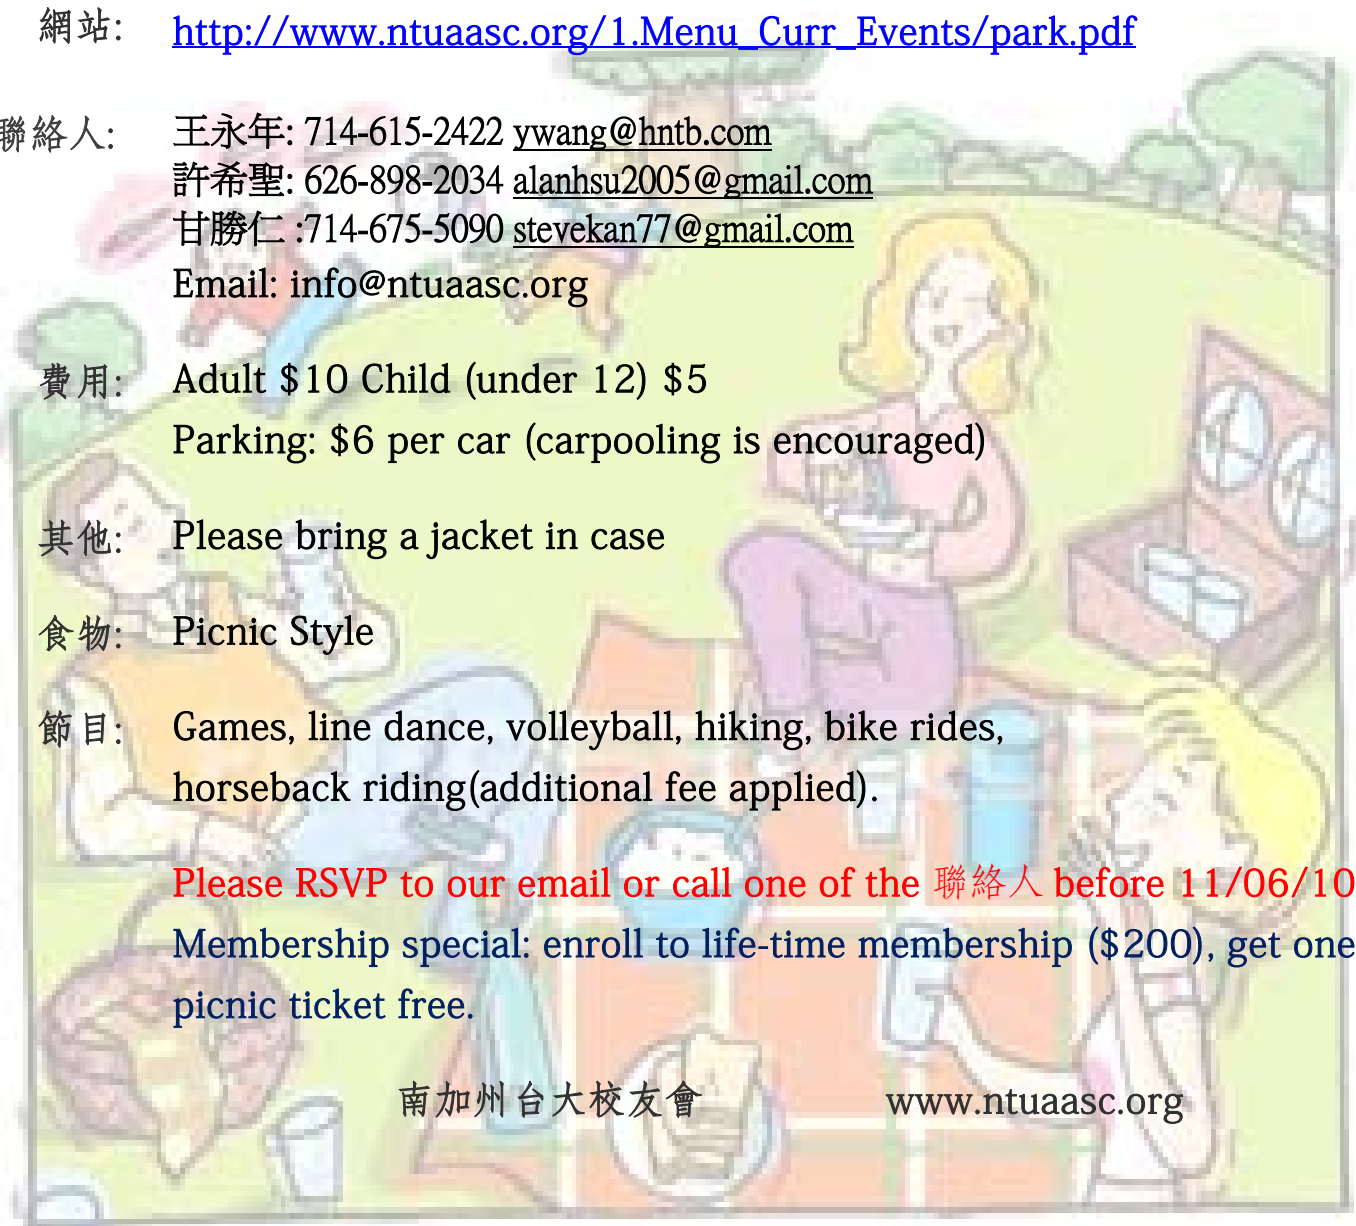 網站: http://www.ntuaasc.org/1.Menu_Curr_Events/park.pdf
聯絡人: 王永年: 714-615-2422 ywang@hntb.com
許希聖: 626-898-2034 alanhsu2005@gmail.com
甘勝仁 :714-675-5090 stevekan77@gmail.com
Email: info@ntuaasc.org
費用: Adult $10 Child (under 12) $5
Parking: $6 per car (carpooling is encouraged)
其他: Please bring a jacket in case
食物: Picnic Style
節目: Games, line dance, volleyball, hiking, bike rides,
horseback riding(additional fee applied).
Please RSVP to our email or call one of the 聯絡人 before 11/06/10
Membership special: enroll to life-time membership ($200), get one
picnic ticket free.
南加州台大校友會 www.ntuaasc.org